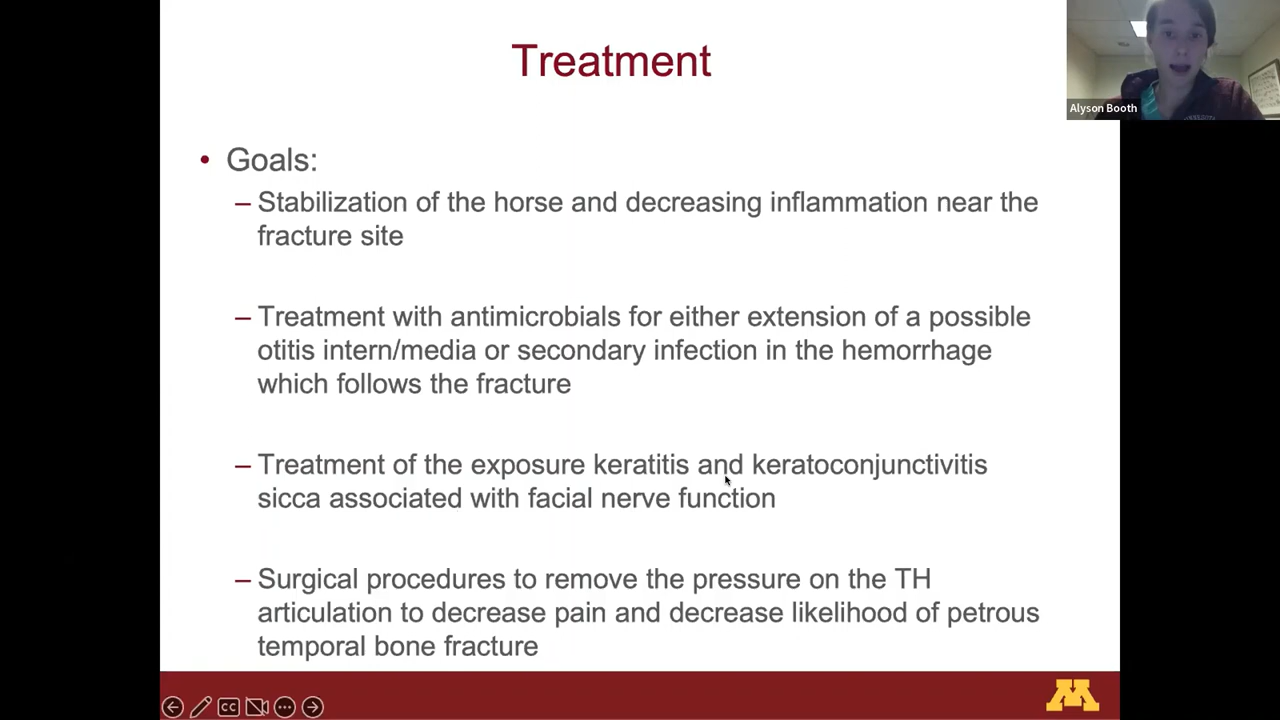 Treatment
Alyson Booth
• Goals:
– Stabilization of the horse and decreasing inflammation near the
fracture site
– Treatment with antimicrobials for either extension of a possible
otitis intern/media or secondary infection in the hemorrhage
which follows the fracture
– Treatment of the exposure keratitis and keratoconjunctivitis
sicca associated with facial nerve function
– Surgical procedures to remove the pressure on the TH
articulation to decrease pain and decrease likelihood of petrous
temporal bone fracture
CC
M